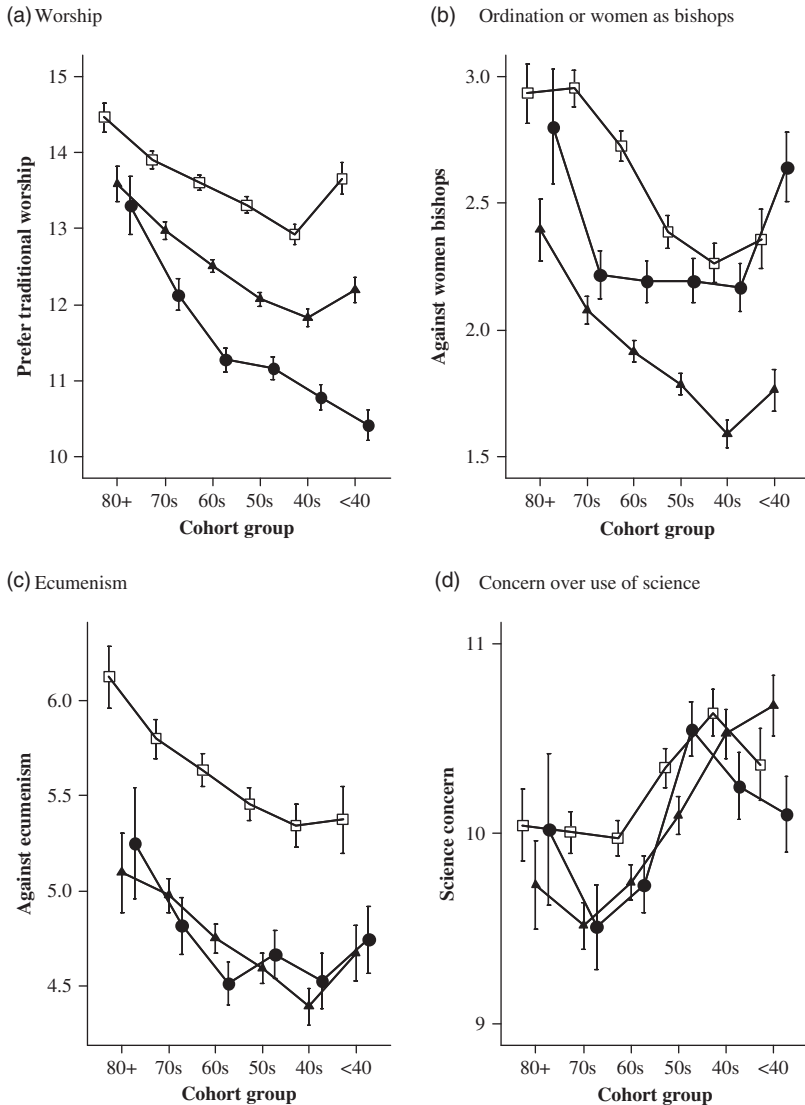 (a) Worship
15
14
13
12
11
10
Prefer traditional worship
80+ 70s 60s 50s 40s <40
Cohort group
(b) Ordination or women as bishops
3.0
2.5
2.0
1.5
Against women bishops
80+ 70s 60s 50s 40s <40
Cohort group
(c) Ecumenism
6.0
5.5
5.0
4.5
Against ecumenism
80+ 70s 60s 50s 40s <40
Cohort group
(d) Concern over use of science
11
10
9
Science concern
80+ 70s 60s 50s 40s <40
Cohort group